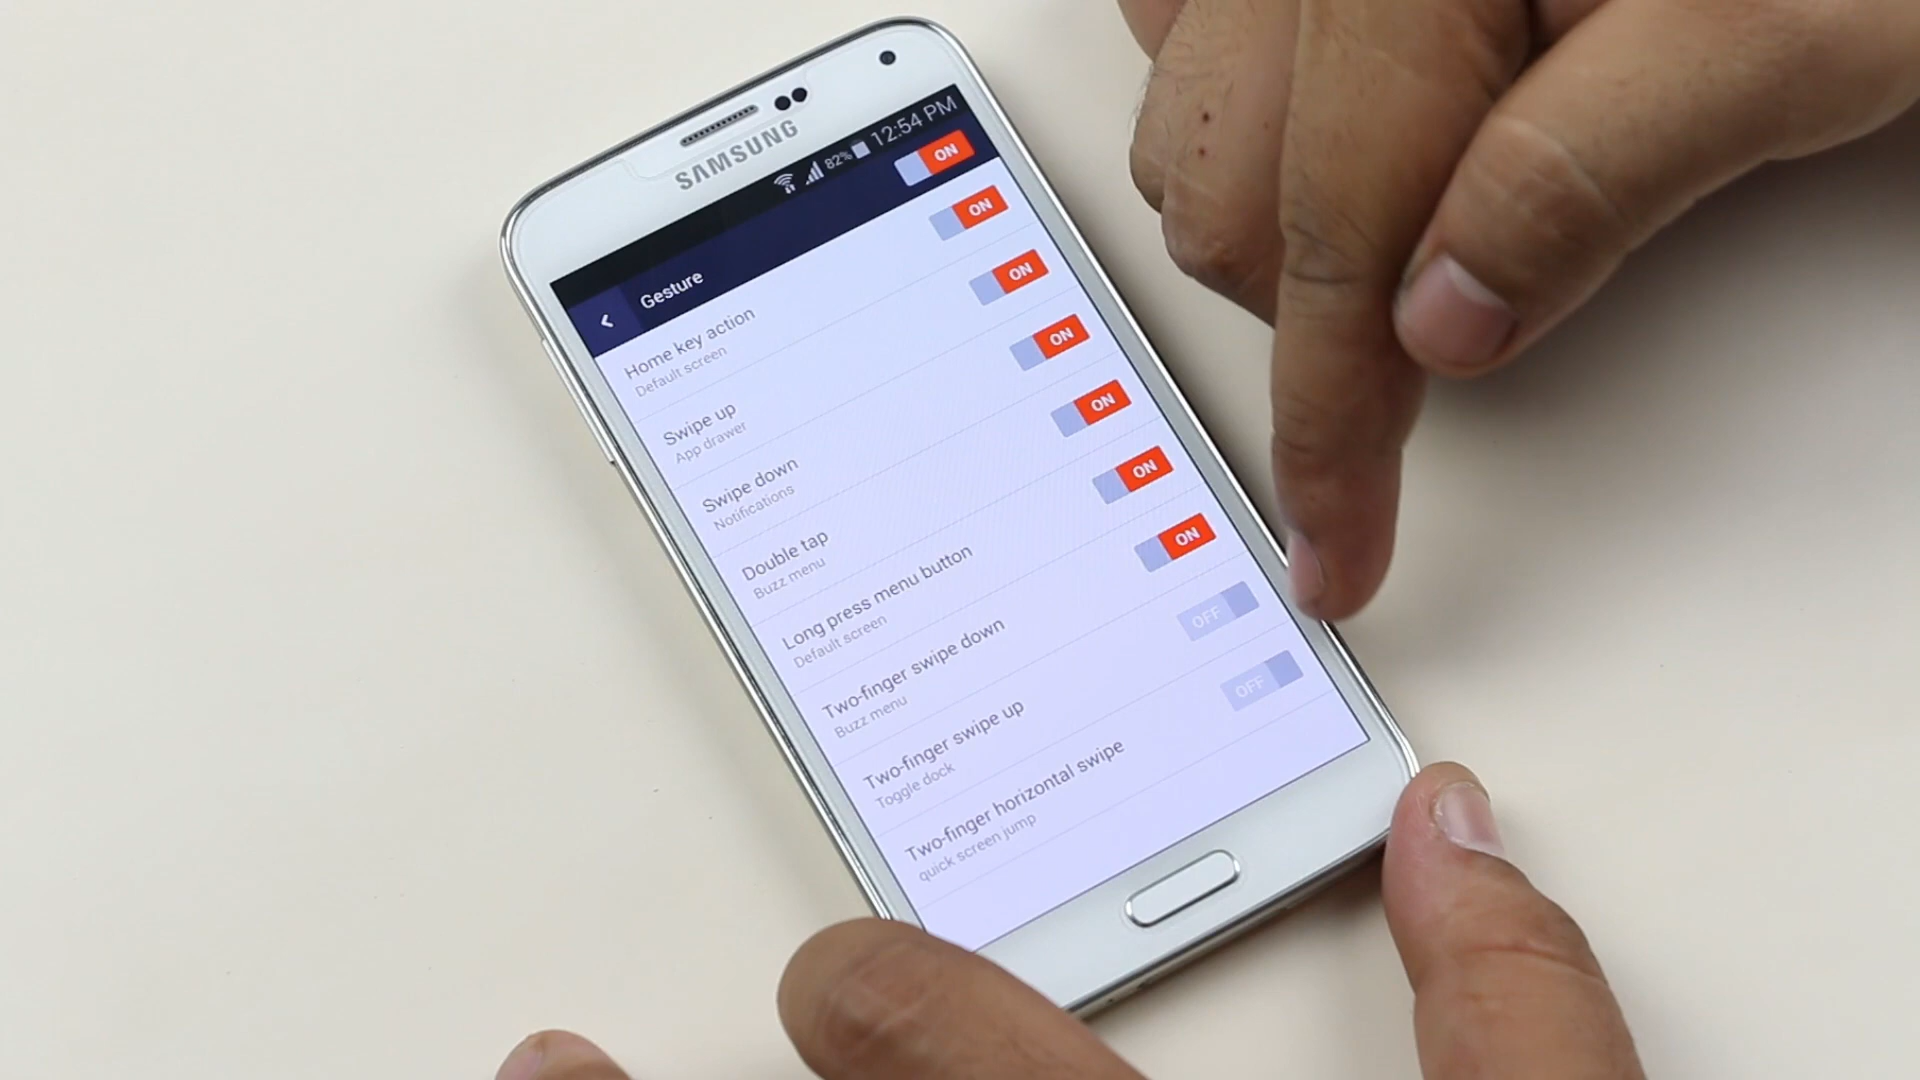 SAMSUNG
82% 12:54 PM
Gesture ON
Home key action ON
Default screen
Swipe up ON
App drawer
Swipe down ON
Notifications
Double tap ON
Buzz menu
Long press menu button ON
Default screen
Two-finger swipe down ON
Buzz menu
Two-finger swipe up OFF
Toggle dock
Two-finger horizontal swipe OFF
quick screen jump